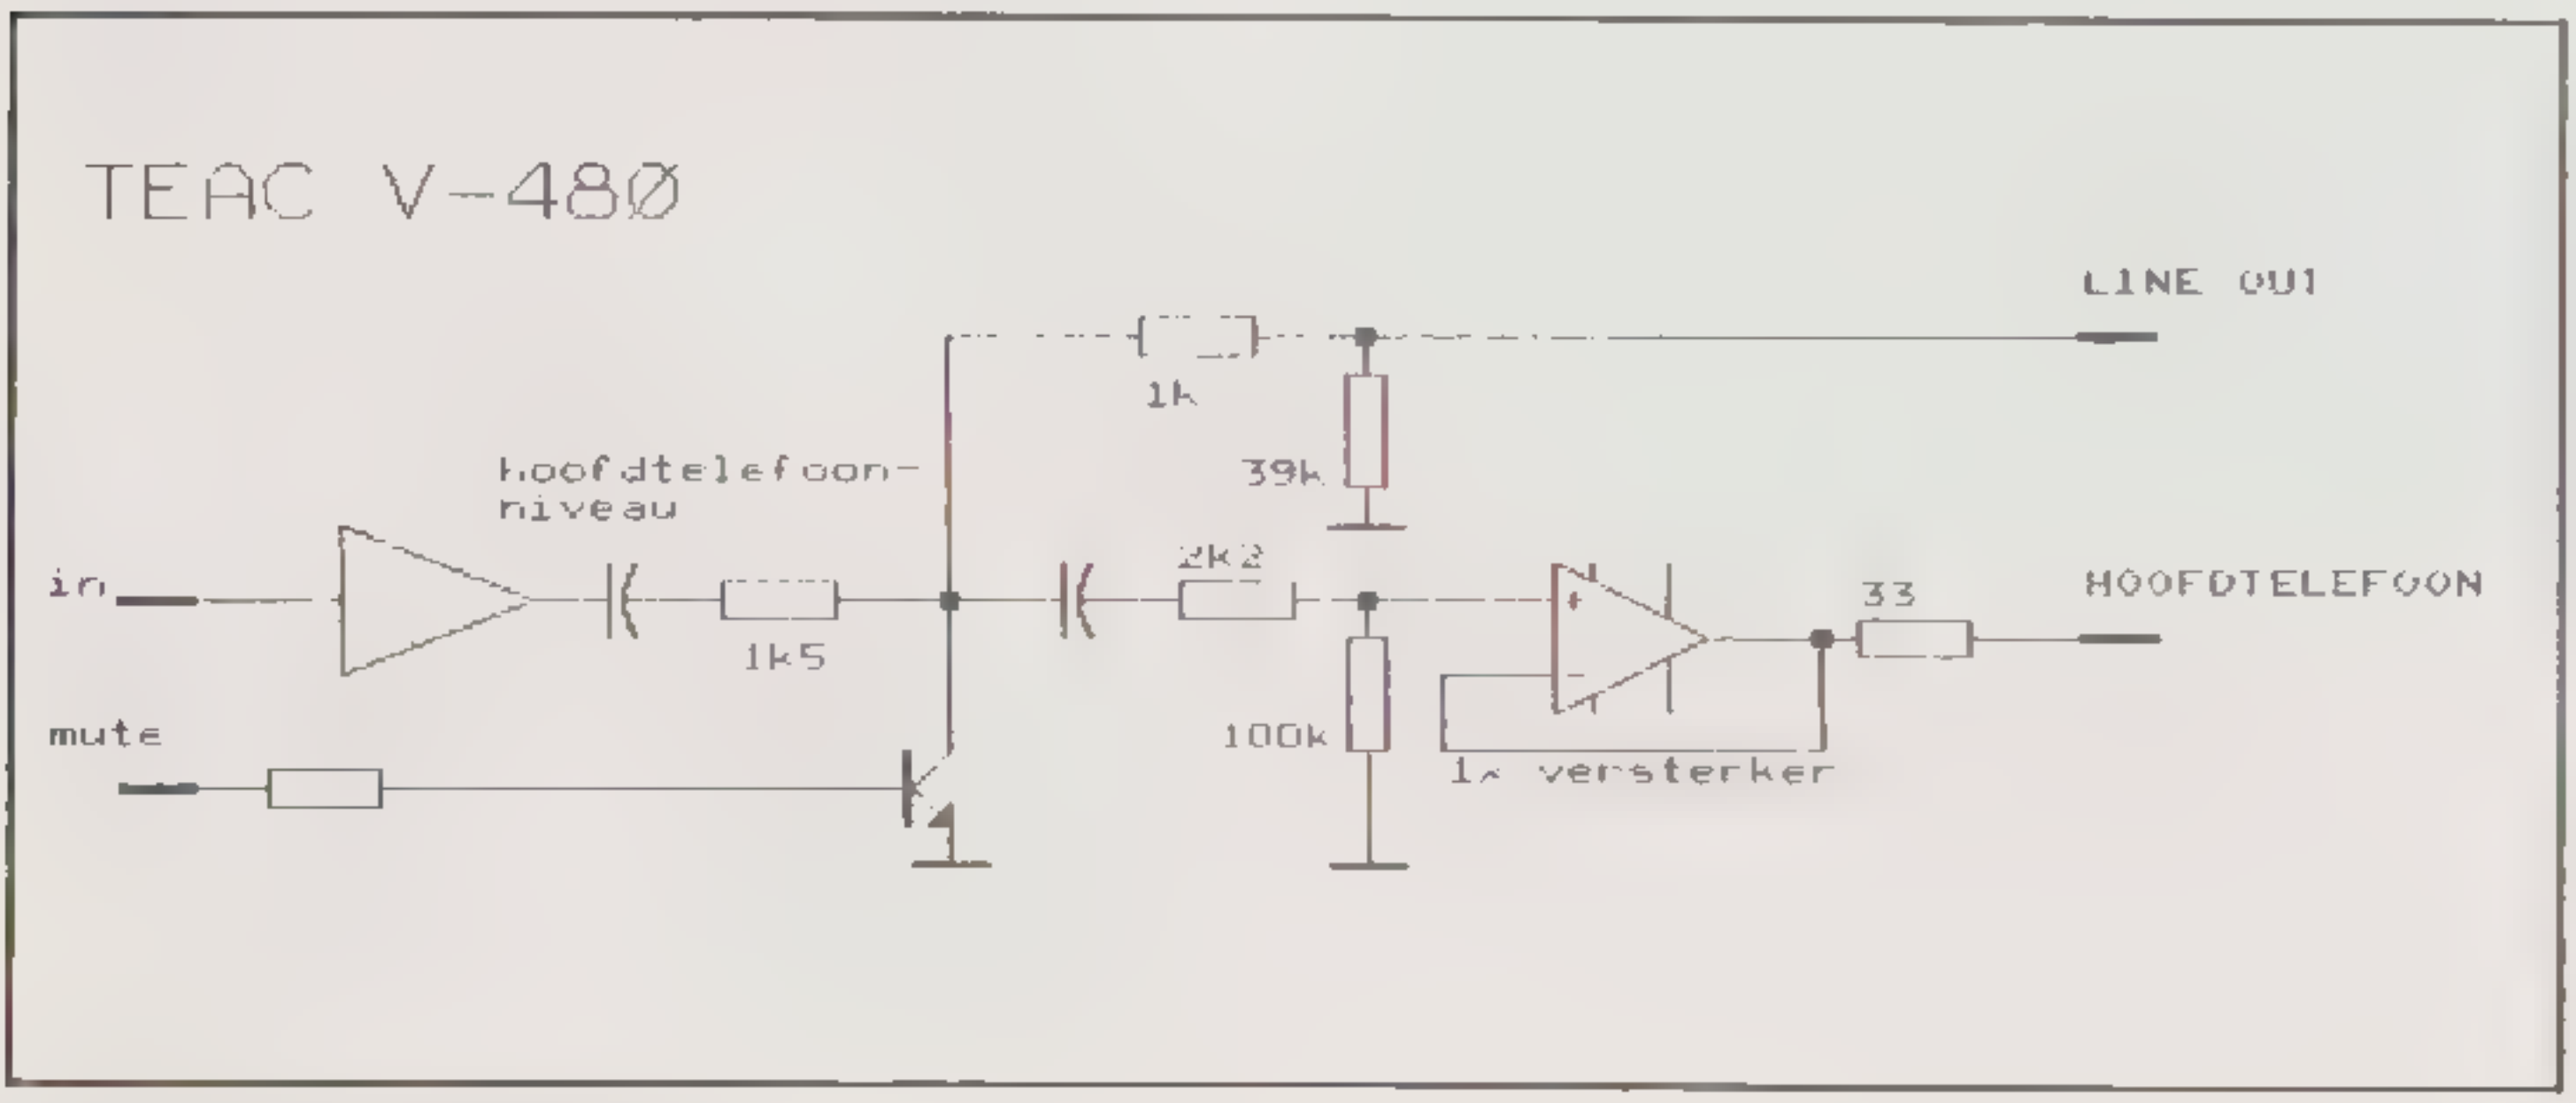 TEAC V-480
LINE OUT
1k
39k
hoofdtelefoon-
niveau
in
2k2
33
HOOFDTELEFOON
1k5
mute
100k
1x versterker